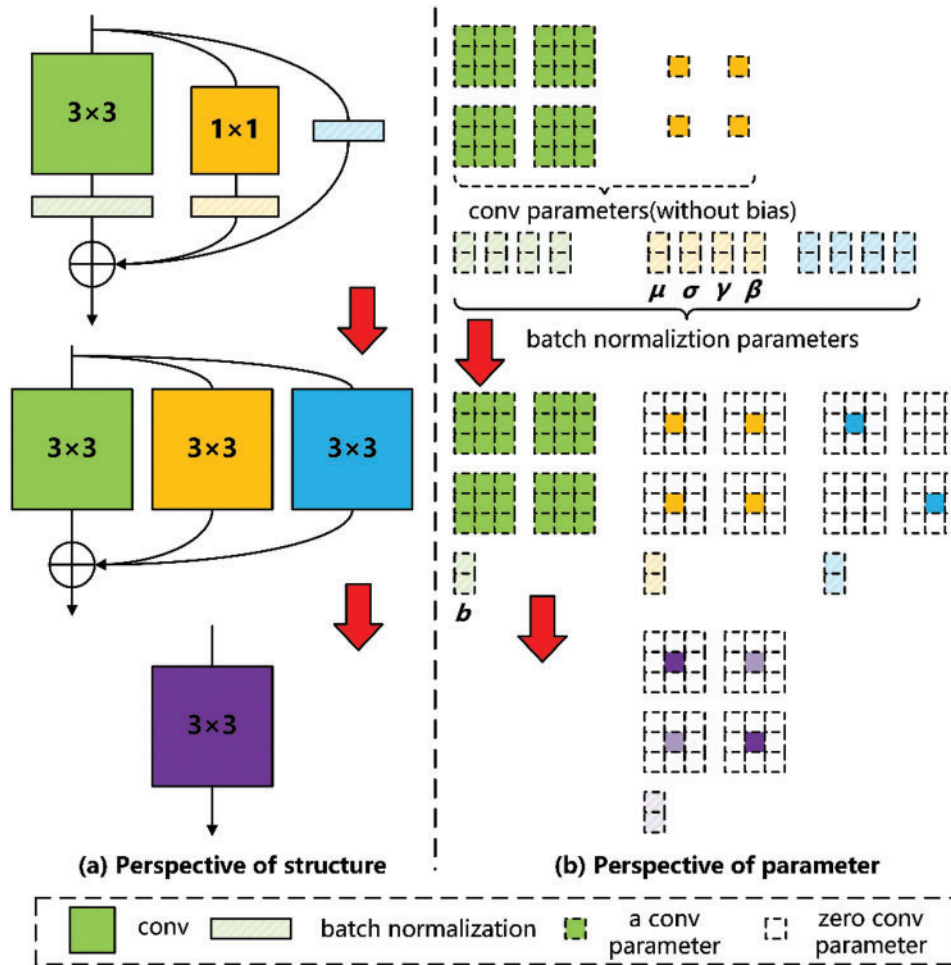 3×3
1×1
conv parameters(without bias)
μ σ γ β
batch normaliztion parameters
3×3 3×3 3×3
b
3×3
(a) Perspective of structure
(b) Perspective of parameter
conv
batch normalization
a conv
parameter
zero conv
parameter